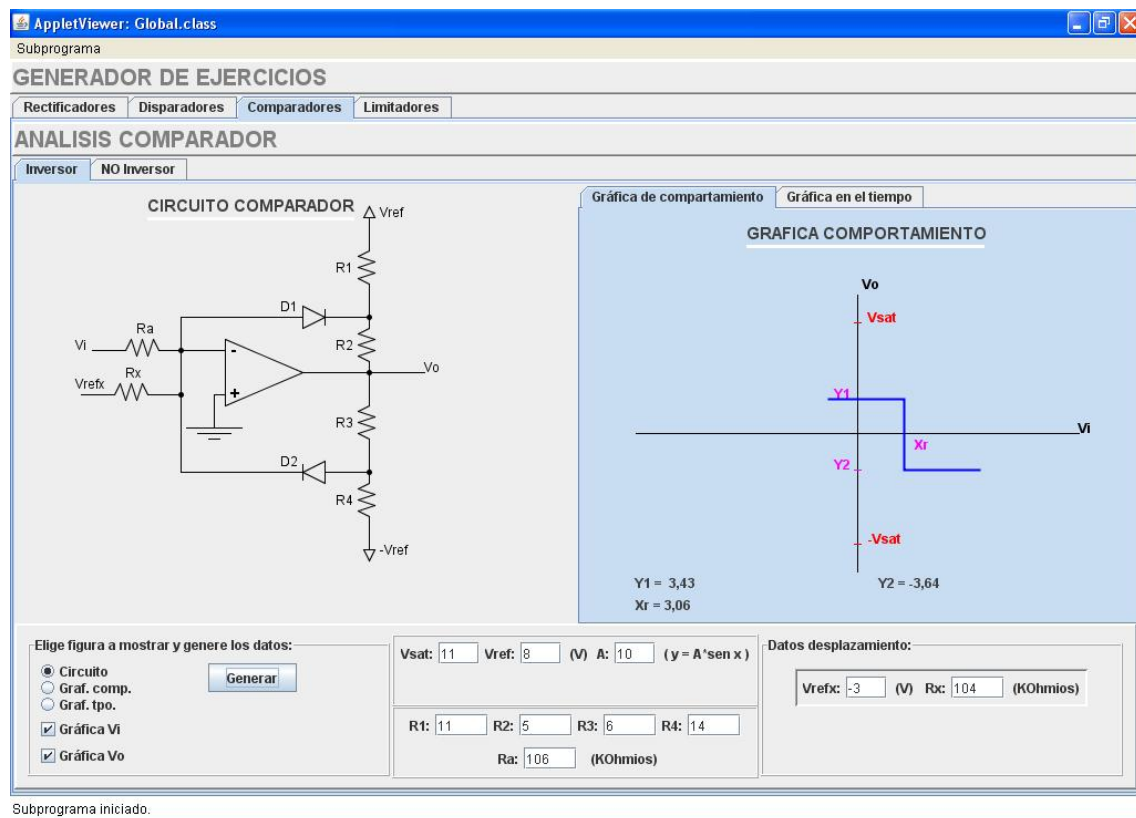 AppletViewer: Global.class
Subprograma
GENERADOR DE EJERCICIOS
Rectificadores Disparadores Comparadores Limitadores
ANALISIS COMPARADOR
Inversor NO Inversor
CIRCUITO COMPARADOR
Vref
R1
D1
Ra
R2
Vi
-
Vo
Rx
Vrefx
+
R3
D2
R4
-Vref
Gráfica de compartamiento Gráfica en el tiempo
GRAFICA COMPORTAMIENTO
Vo
Vsat
Y1
Vi
Xr
Y2
-Vsat
Y1 = 3,43 Y2 = -3,64
Xr = 3,06
Elige figura a mostrar y genere los datos:
Circuito
Generar
Graf. comp.
Graf. tpo.
Gráfica Vi
Gráfica Vo
Vsat: 11 Vref: 8 (V) A: 10 ( y = A*sen x )
R1: 11 R2: 5 R3: 6 R4: 14
Ra: 106 (KOhmios)
Datos desplazamiento:
Vrefx: -3 (V) Rx: 104 (KOhmios)
Subprograma iniciado.